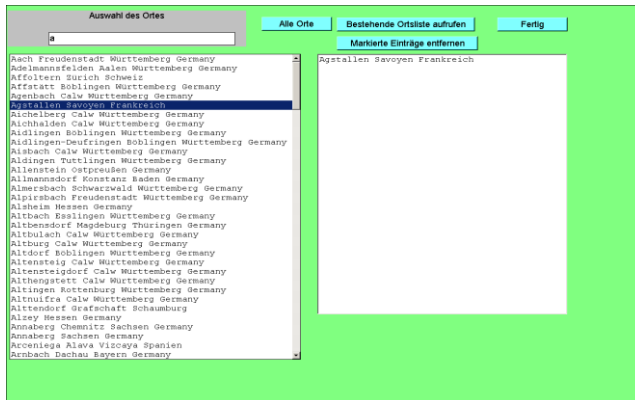 Auswahl des Ortes
a
Alle Orte
Bestehende Ortsliste aufrufen
Fertig
Markierte Einträge entfernen
Aach Freudenstadt Württemberg Germany
Adelmannsfelden Aalen Württemberg Germany
Affoltern Zürich Schweiz
Affstätt Böblingen Württemberg Germany
Agenbach Calw Württemberg Germany
Agstallen Savoyen Frankreich
Aichelberg Calw Württemberg Germany
Aichhalden Calw Württemberg Germany
Aidlingen Böblingen Württemberg Germany
Aidlingen-Deufringen Böblingen Württemberg Germany
Aisbach Calw Württemberg Germany
Aldingen Tuttlingen Württemberg Germany
Allenstein Ostpreußen Germany
Allmannsdorf Konstanz Baden Germany
Almersbach Schwarzwald Württemberg Germany
Alpirsbach Freudenstadt Württemberg Germany
Alsheim Hessen Germany
Altbach Esslingen Württemberg Germany
Altbensdorf Magdeburg Thüringen Germany
Altbulach Calw Württemberg Germany
Altburg Calw Württemberg Germany
Altdorf Böblingen Württemberg Germany
Altensteig Calw Württemberg Germany
Altensteigdorf Calw Württemberg Germany
Althengstett Calw Württemberg Germany
Altingen Rottenburg Württemberg Germany
Altnuifra Calw Württemberg Germany
Alttendorf Grafschaft Schaumburg
Alzey Hessen Germany
Annaberg Chemnitz Sachsen Germany
Annaberg Sachsen Germany
Arceniega Alava Vizcaya Spanien
Arnbach Dachau Bayern Germany
Agstallen Savoyen Frankreich